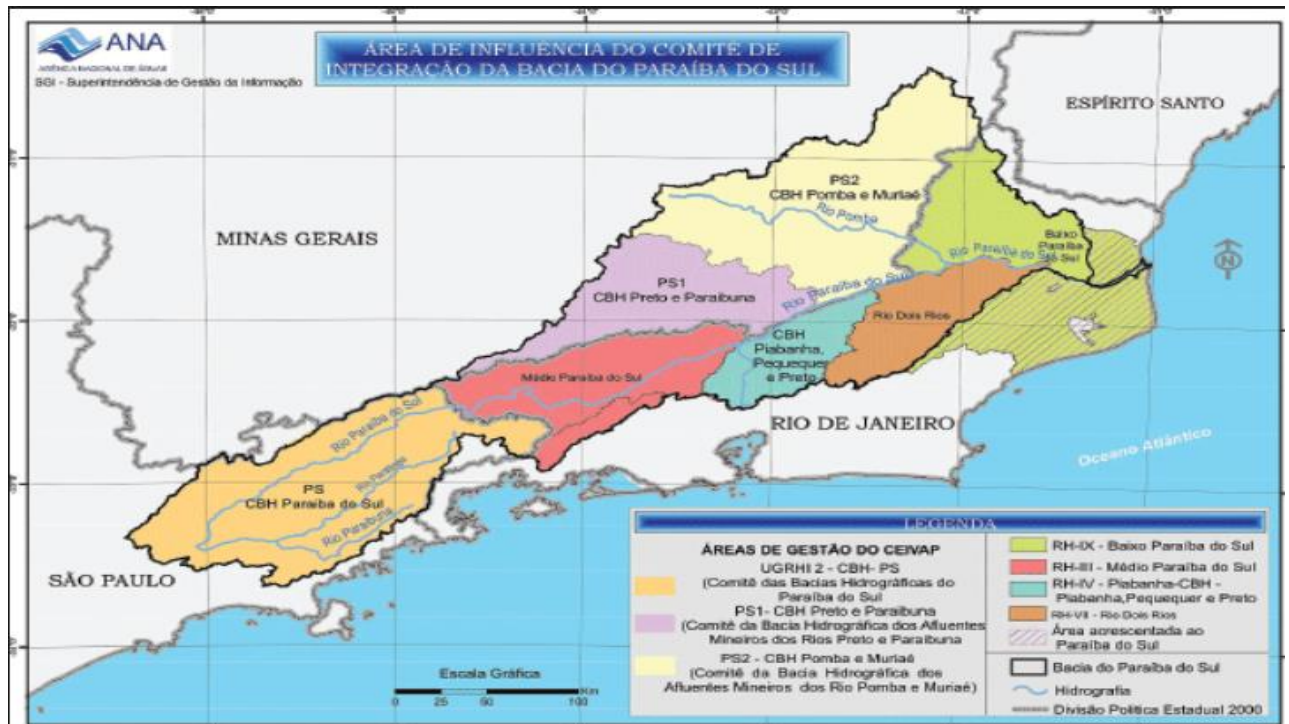 ANA
AGÊNCIA NACIONAL DE ÁGUAS
SGI - Superintendência de Gestão da Informação
ÁREA DE INFLUÊNCIA DO COMITÊ DE
INTEGRAÇÃO DA BACIA DO PARAÍBA DO SUL
ESPÍRITO SANTO
MINAS GERAIS
PS2
CBH Pomba e Muriaé
Rio Pomba
Baixo
Paraíba
do Sul
Rio Paraíba do Sul
PS1
CBH Preto e Paraibuna
Rio Paraíba do Sul
Rio Dois Rios
CBH
Piabanha,
Pequequer
e Preto
Médio Paraíba do Sul
RIO DE JANEIRO
Rio Paraíba do Sul
Oceano Atlântico
PS
CBH Paraíba do Sul
Rio Paraibuna
SÃO PAULO
LEGENDA
ÁREAS DE GESTÃO DO CEIVAP
UGRHI 2 - CBH- PS
(Comitê das Bacias Hidrográficas do
Paraíba do Sul
PS1- CBH Preto e Paraibuna
(Comitê da Bacia Hidrográfica dos Afluentes
Mineiros dos Rios Preto e Paraibuna
PS2 - CBH Pomba e Muriaé
(Comitê da Bacia Hidrográfica dos
Afluentes Mineiros dos Rio Pomba e Muriaé)
RH-IX - Baixo Paraíba do Sul
RH-III - Médio Paraíba do Sul
RH-IV - Piabanha-CBH -
Piabanha,Pequequer e Preto
RH-VII - Rio Dois Rios
Área acrescentada ao
Paraíba do Sul
Bacia do Paraíba do Sul
Hidrografia
Divisão Política Estadual 2000
Escala Gráfica
Km
0 25 50 100
N